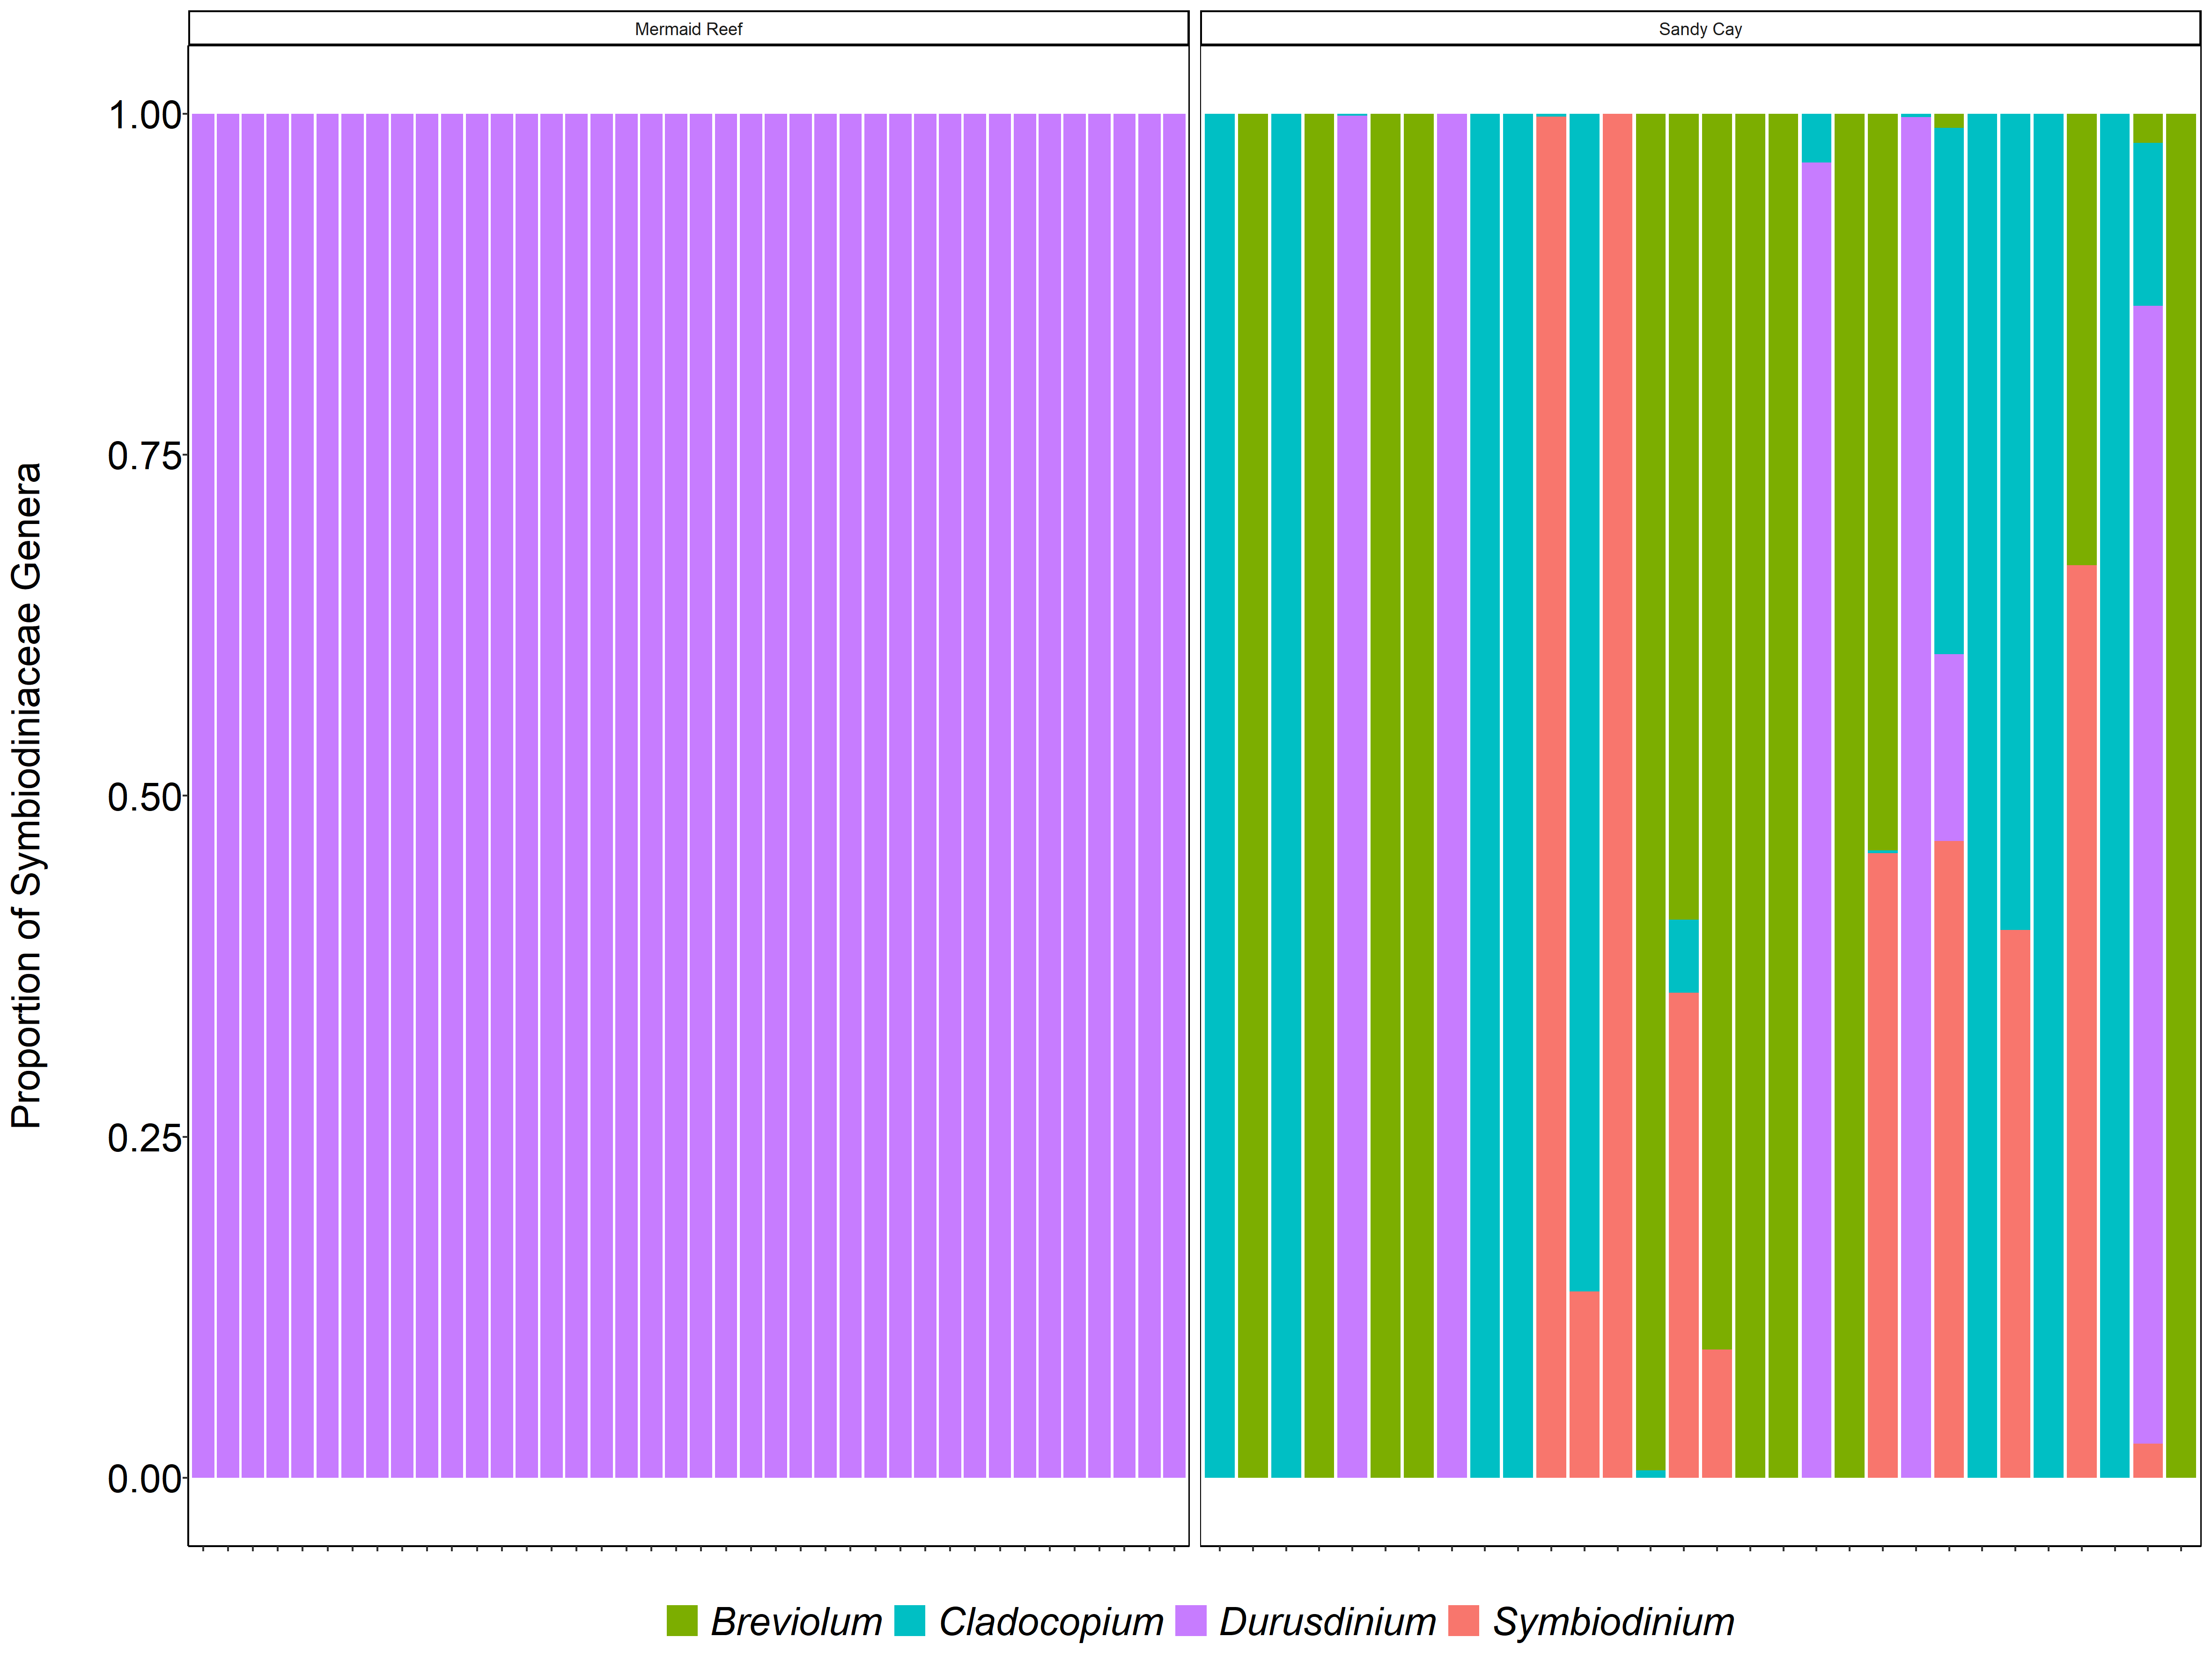 Mermaid Reef
Sandy Cay
Proportion of Symbiodiniaceae Genera
1.00
0.75
0.50
0.25
0.00
Breviolum Cladocopium Durusdinium Symbiodinium